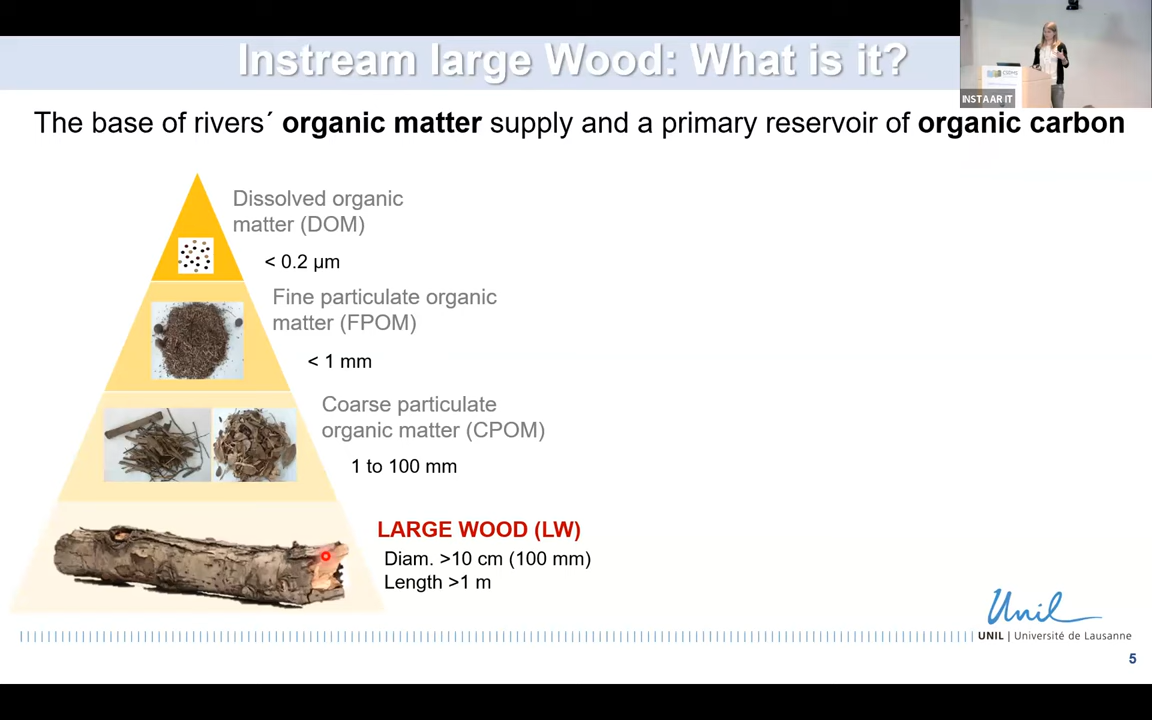 Instream large Wood: What is it?
INSTAAR IT
The base of rivers´ organic matter supply and a primary reservoir of organic carbon
Dissolved organic
matter (DOM)
< 0.2 µm
Fine particulate organic
matter (FPOM)
< 1 mm
Coarse particulate
organic matter (CPOM)
1 to 100 mm
LARGE WOOD (LW)
Diam. >10 cm (100 mm)
Length >1 m
Unil
UNIL | Université de Lausanne
5